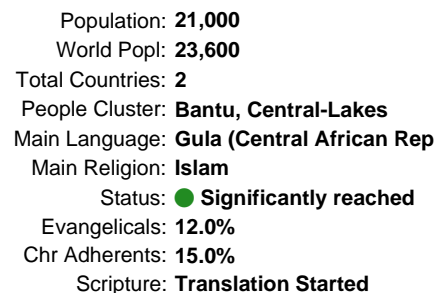 Population: 21,000
World Popl: 23,600
Total Countries: 2
People Cluster: Bantu, Central-Lakes
Main Language: Gula (Central African Rep
Main Religion: Islam
Status: Significantly reached
Evangelicals: 12.0%
Chr Adherents: 15.0%
Scripture: Translation Started